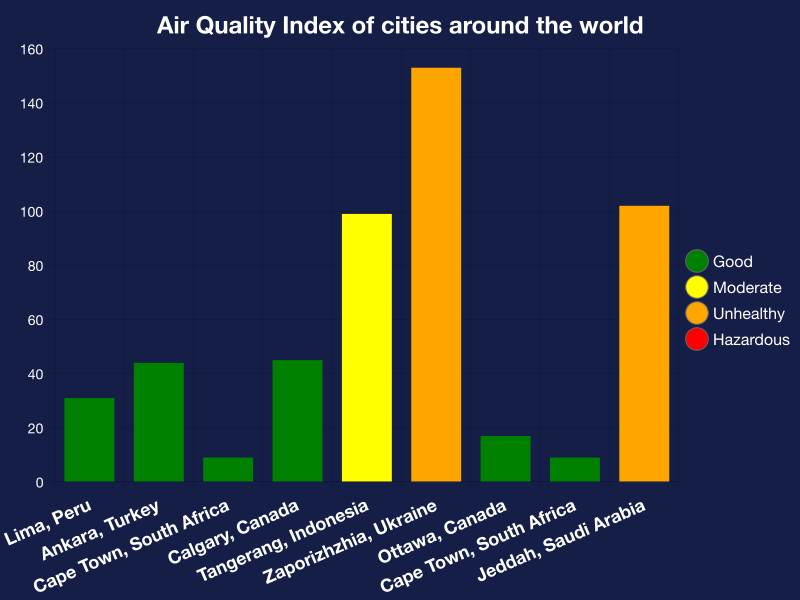 Air Quality Index of cities around the world
160
140
120
100
80
60
40
20
0
Lima, Peru
Ankara, Turkey
Cape Town, South Africa
Calgary, Canada
Tangerang, Indonesia
Zaporizhzhia, Ukraine
Ottawa, Canada
Cape Town, South Africa
Jeddah, Saudi Arabia
Good
Moderate
Unhealthy
Hazardous